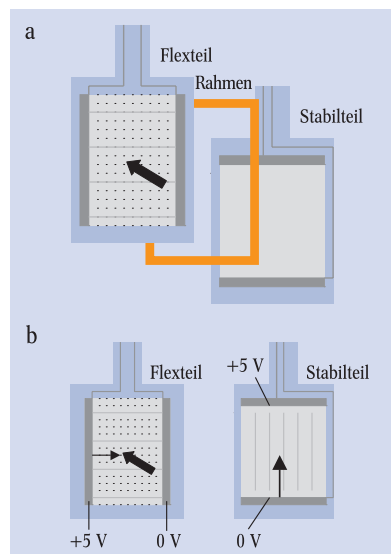 a
Flexteil
Rahmen
Stabilteil
b
Flexteil
+5 V
Stabilteil
+5 V
0 V
0 V